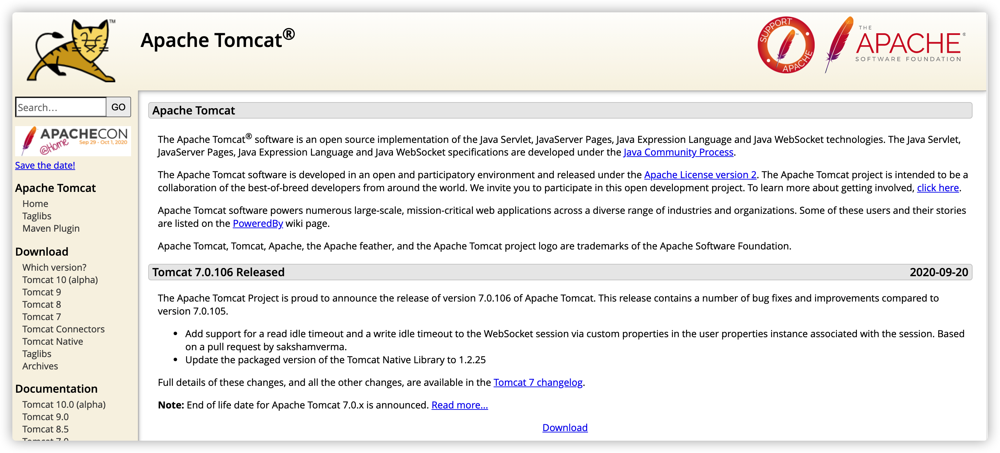 TM
Apache Tomcat®
SUPPORT
APACHE
™
THE
APACHE®
SOFTWARE FOUNDATION
Search…
GO
APACHECON
@Home
Sep 29 - Oct 1, 2020
Save the date!
Apache Tomcat
Home
Taglibs
Maven Plugin
Download
Which version?
Tomcat 10 (alpha)
Tomcat 9
Tomcat 8
Tomcat 7
Tomcat Connectors
Tomcat Native
Taglibs
Archives
Documentation
Tomcat 10.0 (alpha)
Tomcat 9.0
Tomcat 8.5
Tomcat 7.0
Apache Tomcat
The Apache Tomcat® software is an open source implementation of the Java Servlet, JavaServer Pages, Java Expression Language and Java WebSocket technologies. The Java Servlet,
JavaServer Pages, Java Expression Language and Java WebSocket specifications are developed under the Java Community Process.
The Apache Tomcat software is developed in an open and participatory environment and released under the Apache License version 2. The Apache Tomcat project is intended to be a
collaboration of the best-of-breed developers from around the world. We invite you to participate in this open development project. To learn more about getting involved, click here.
Apache Tomcat software powers numerous large-scale, mission-critical web applications across a diverse range of industries and organizations. Some of these users and their stories
are listed on the PoweredBy wiki page.
Apache Tomcat, Tomcat, Apache, the Apache feather, and the Apache Tomcat project logo are trademarks of the Apache Software Foundation.
Tomcat 7.0.106 Released 2020-09-20
The Apache Tomcat Project is proud to announce the release of version 7.0.106 of Apache Tomcat. This release contains a number of bug fixes and improvements compared to
version 7.0.105.
• Add support for a read idle timeout and a write idle timeout to the WebSocket session via custom properties in the user properties instance associated with the session. Based
on a pull request by sakshamverma.
• Update the packaged version of the Tomcat Native Library to 1.2.25
Full details of these changes, and all the other changes, are available in the Tomcat 7 changelog.
Note: End of life date for Apache Tomcat 7.0.x is announced. Read more...
Download